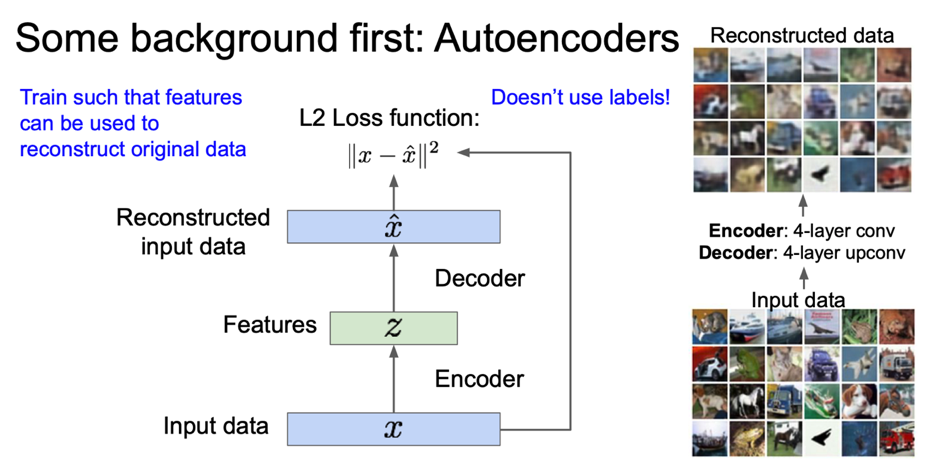 Some background first: Autoencoders
Train such that features
can be used to
reconstruct original data
Doesn’t use labels!
L2 Loss function:
‖x − x̂‖²
Reconstructed
input data
x̂
Decoder
Features
z
Encoder
Input data
x
Reconstructed data
Encoder: 4-layer conv
Decoder: 4-layer upconv
Input data